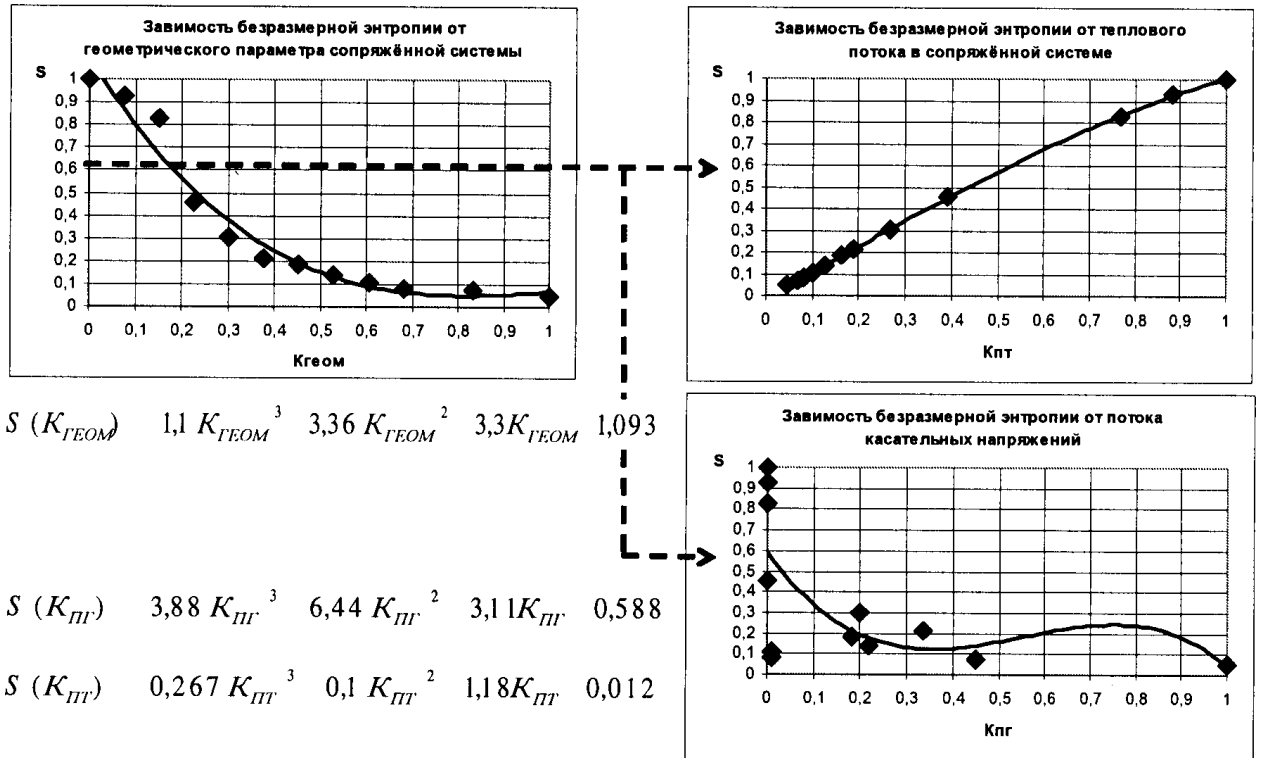 Завимость безразмерной энтропии от
геометрического параметра сопряжённой системы
S
1
0,9
0,8
0,7
0,6
0,5
0,4
0,3
0,2
0,1
0
0 0,1 0,2 0,3 0,4 0,5 0,6 0,7 0,8 0,9 1
Кгеом
Завимость безразмерной энтропии от теплового
потока в сопряжённой системе
S
1
0,9
0,8
0,7
0,6
0,5
0,4
0,3
0,2
0,1
0
0 0,1 0,2 0,3 0,4 0,5 0,6 0,7 0,8 0,9 1
Кпт
S (K_ГЕОМ) 1,1 K_ГЕОМ ³ 3,36 K_ГЕОМ ² 3,3K_ГЕОМ 1,093
Завимость безразмерной энтропии от потока
касательных напряжений
S
1
0,9
0,8
0,7
0,6
0,5
0,4
0,3
0,2
0,1
0
0 0,1 0,2 0,3 0,4 0,5 0,6 0,7 0,8 0,9 1
Кпг
S (K_ПГ) 3,88 K_ПГ ³ 6,44 K_ПГ ² 3,11K_ПГ 0,588
S (K_ПТ) 0,267 K_ПТ ³ 0,1 K_ПТ ² 1,18K_ПТ 0,012